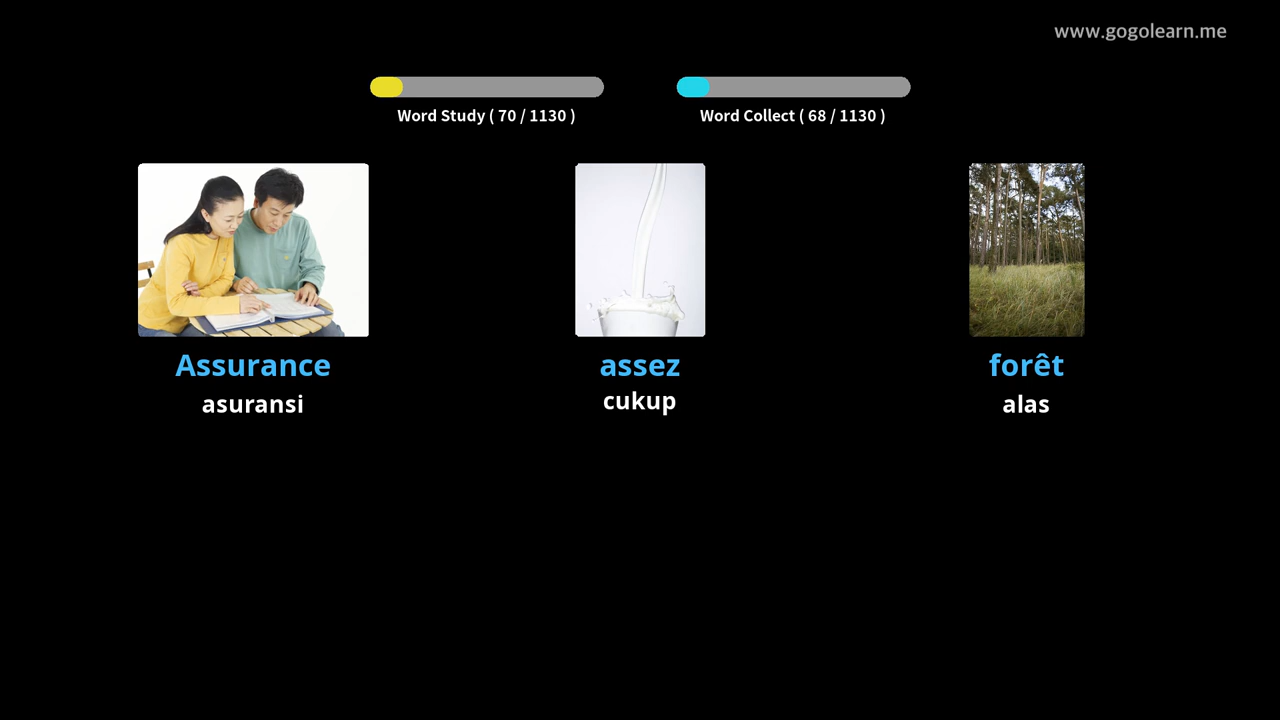 www.gogolearn.me
Word Study ( 70 / 1130 )
Word Collect ( 68 / 1130 )
Assurance
asuransi
assez
cukup
forêt
alas